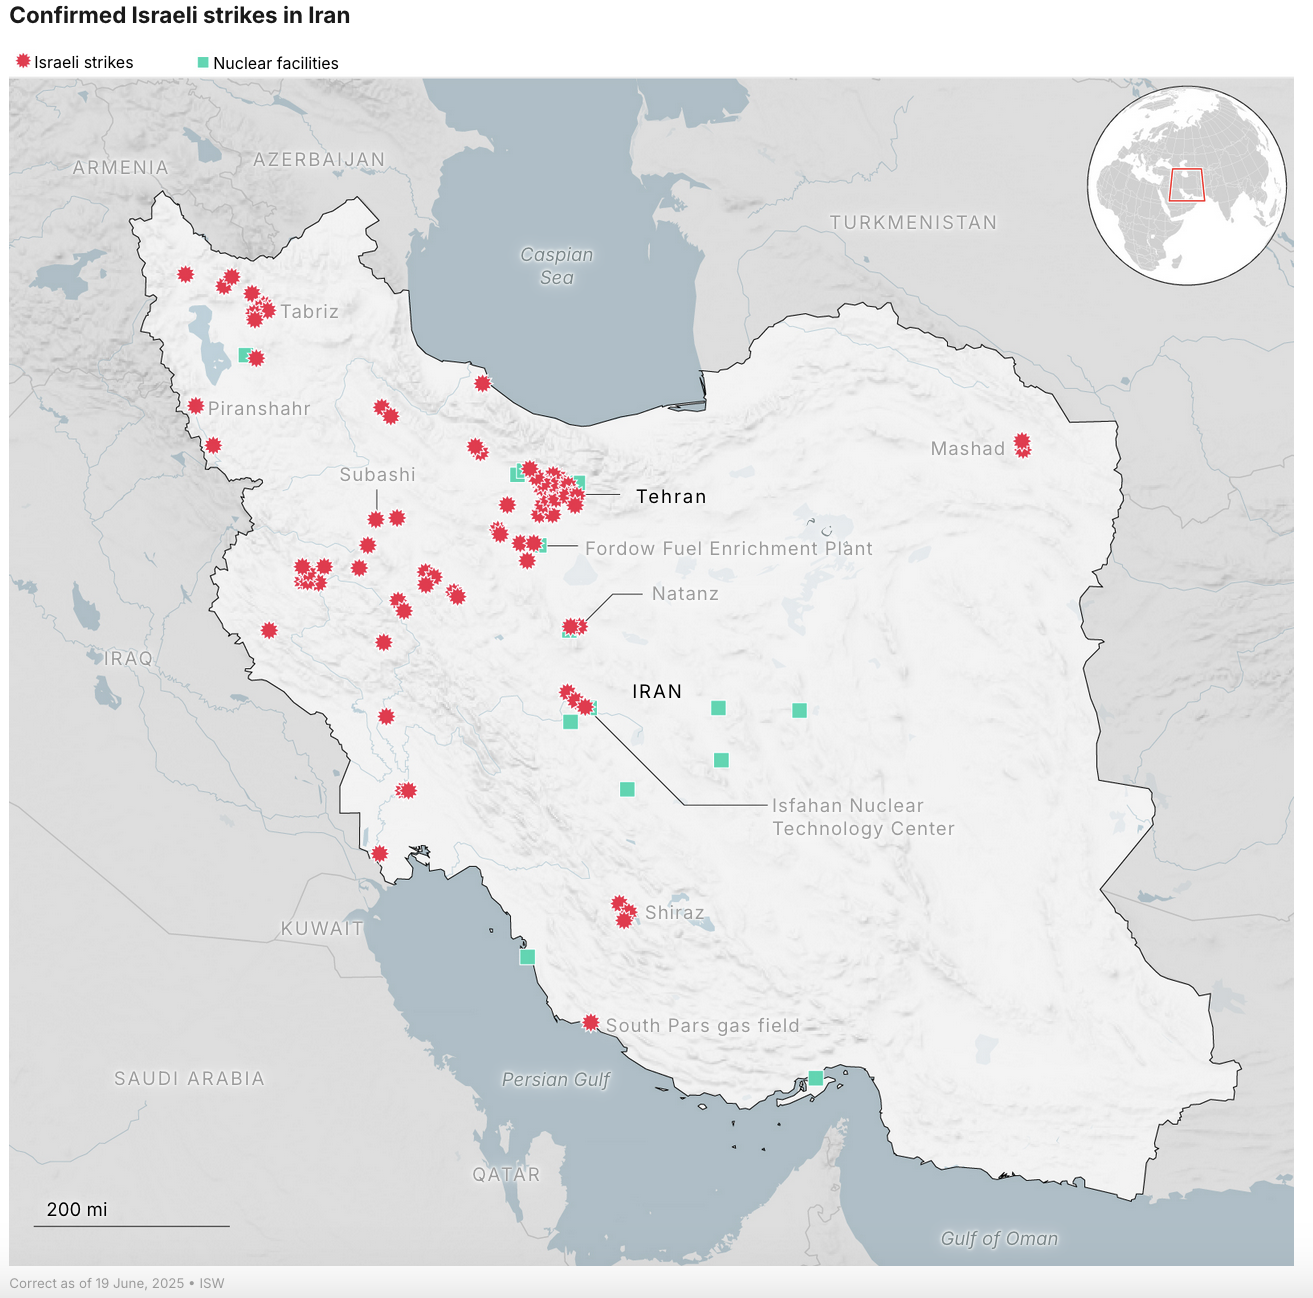 Confirmed Israeli strikes in Iran
Israeli strikes
Nuclear facilities
ARMENIA
AZERBAIJAN
TURKMENISTAN
Caspian
Sea
Tabriz
Piranshahr
Mashad
Subashi
Tehran
Fordow Fuel Enrichment Plant
Natanz
IRAQ
IRAN
Isfahan Nuclear
Technology Center
Shiraz
KUWAIT
South Pars gas field
SAUDI ARABIA
Persian Gulf
QATAR
200 mi
Gulf of Oman
Correct as of 19 June, 2025 • ISW